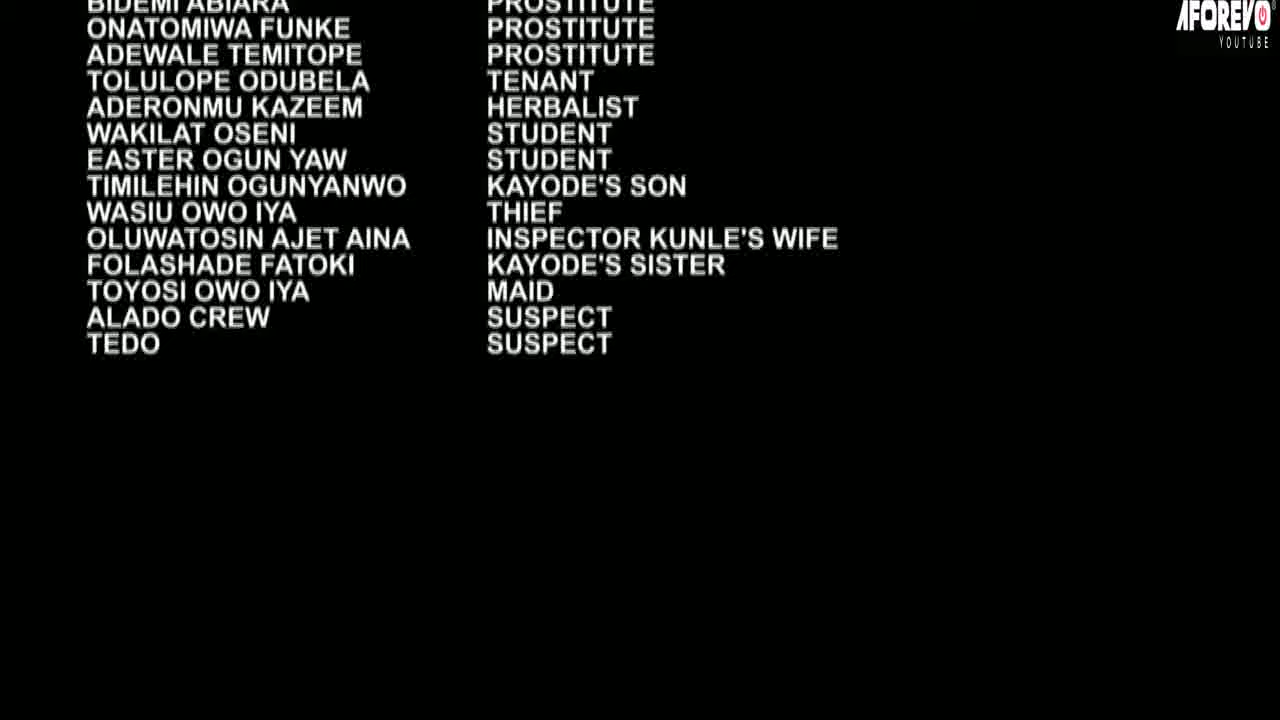 BIDEMI ABIARA PROSTITUTE
ONATOMIWA FUNKE PROSTITUTE
ADEWALE TEMITOPE PROSTITUTE
TOLULOPE ODUBELA TENANT
ADERONMU KAZEEM HERBALIST
WAKILAT OSENI STUDENT
EASTER OGUN YAW STUDENT
TIMILEHIN OGUNYANWO KAYODE'S SON
WASIU OWO IYA THIEF
OLUWATOSIN AJET AINA INSPECTOR KUNLE'S WIFE
FOLASHADE FATOKI KAYODE'S SISTER
TOYOSI OWO IYA MAID
ALADO CREW SUSPECT
TEDO SUSPECT
AFOREVO
YOUTUBE